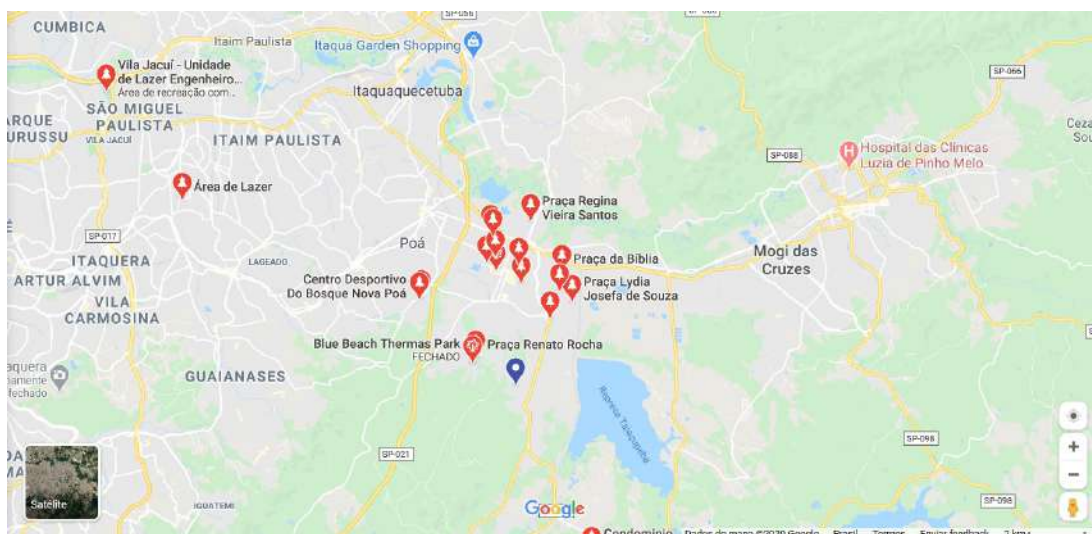 CUMBICA
Itaim Paulista
Itaquá Garden Shopping
SP-056
SP-066
Vila Jacuí - Unidade
de Lazer Engenheiro...
Área de recreação com...
Itaquaquecetuba
SÃO MIGUEL
PAULISTA
VILA JACUÍ
ITAIM PAULISTA
SP-088
Hospital das Clínicas
Luzia de Pinho Melo
Área de Lazer
Praça Regina
Vieira Santos
SP-017
Poá
ITAQUERA
LAGEADO
Praça da Bíblia
Mogi das
Cruzes
ARTUR ALVIM
Centro Desportivo
Do Bosque Nova Poá
Praça Lydia
Josefa de Souza
VILA
CARMOSINA
Blue Beach Thermas Park
FECHADO
Praça Renato Rocha
GUAIANASES
fechado
SP-021
SP-098
Satélite
IGUATEMI
Google
SP-098
Condomínio
Dados do mapa ©2020 Google
Brasil
Termos
Enviar feedback
2 km